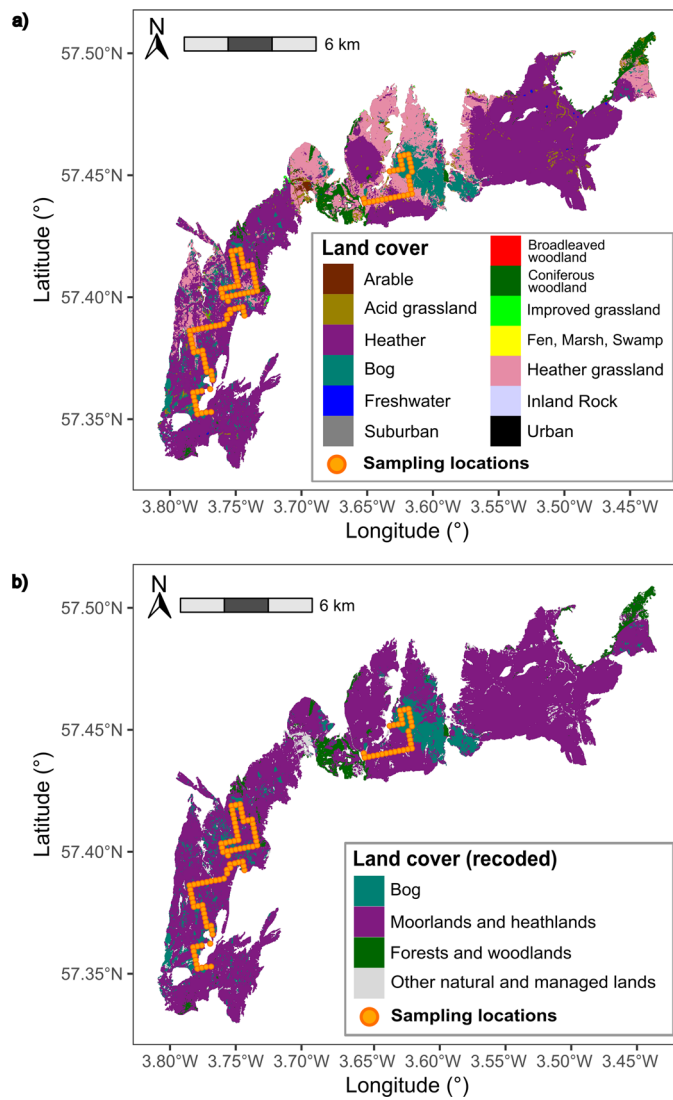 a)
N
6 km
57.50°N
57.45°N
57.40°N
57.35°N
Latitude (°)
Land cover
Arable
Acid grassland
Heather
Bog
Freshwater
Suburban
Broadleaved
woodland
Coniferous
woodland
Improved grassland
Fen, Marsh, Swamp
Heather grassland
Inland Rock
Urban
Sampling locations
3.80°W 3.75°W 3.70°W 3.65°W 3.60°W 3.55°W 3.50°W 3.45°W
Longitude (°)
b)
N
6 km
57.50°N
57.45°N
57.40°N
57.35°N
Latitude (°)
Land cover (recoded)
Bog
Moorlands and heathlands
Forests and woodlands
Other natural and managed lands
Sampling locations
3.80°W 3.75°W 3.70°W 3.65°W 3.60°W 3.55°W 3.50°W 3.45°W
Longitude (°)